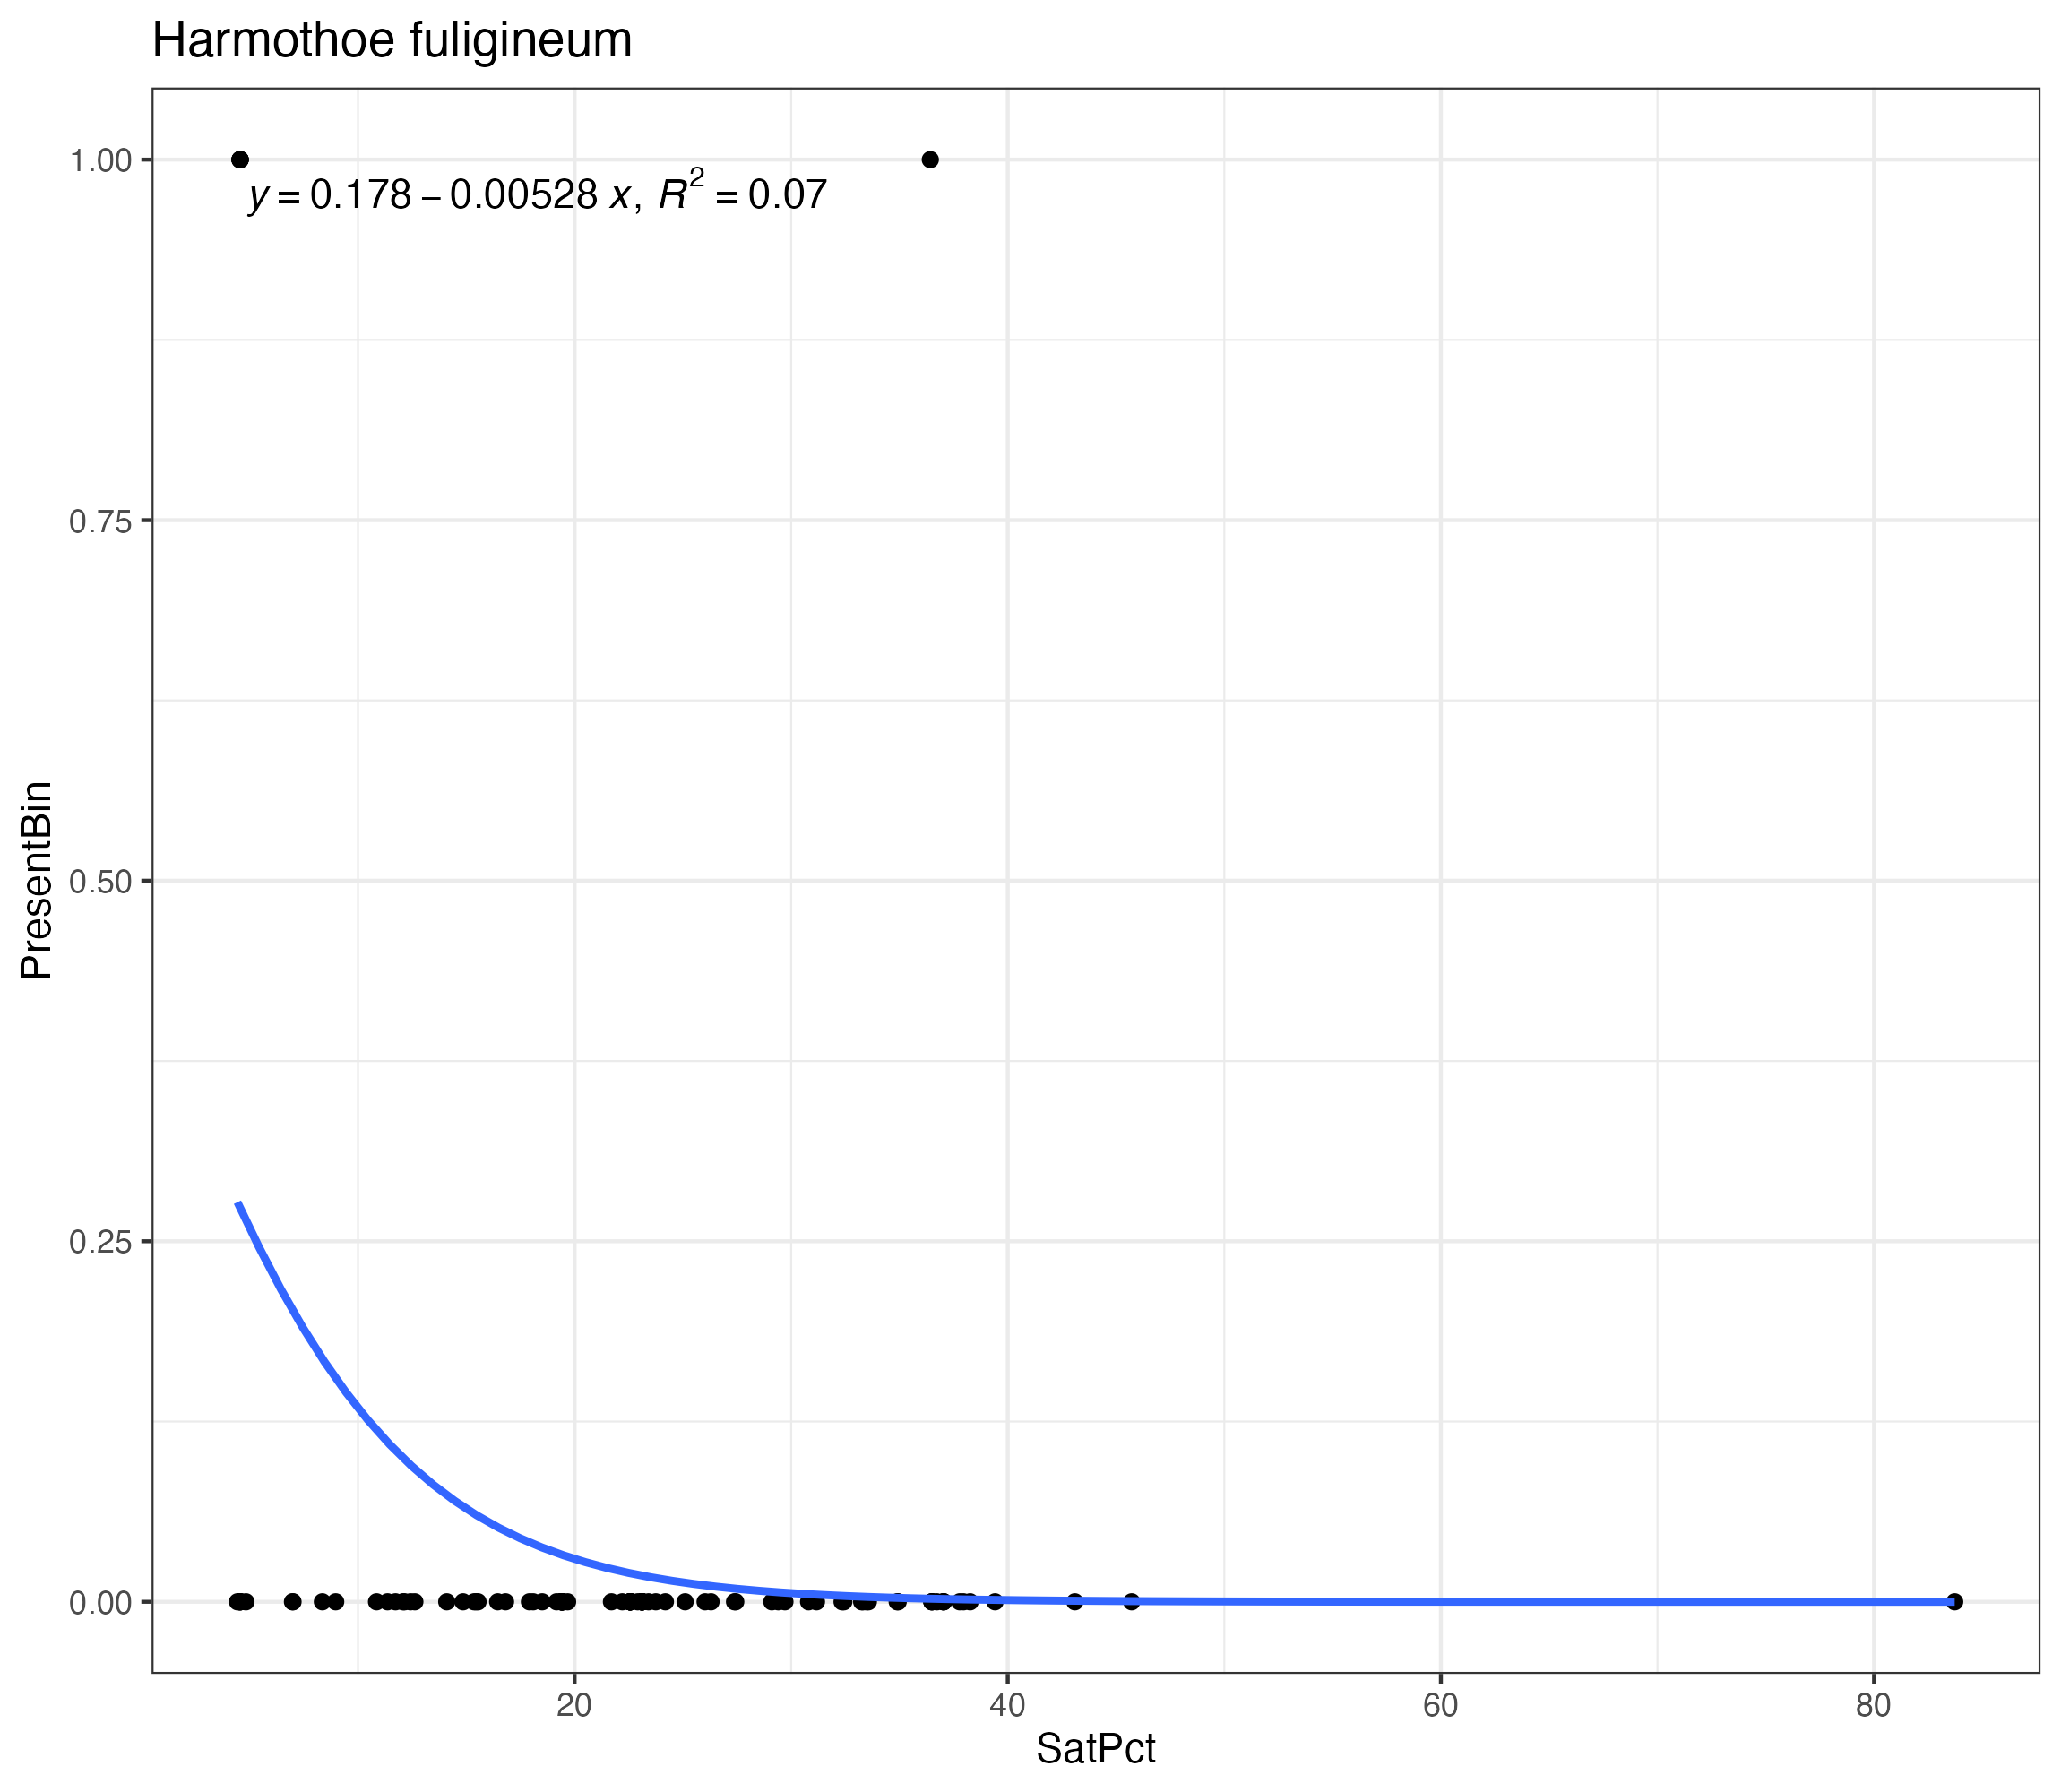 Harmothoe fuligineum
1.00
y = 0.178 − 0.00528 x, R² = 0.07
0.75
PresentBin
0.50
0.25
0.00
20 40 60 80
SatPct